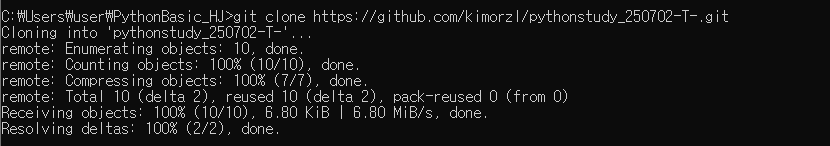 C:₩Users₩user₩PythonBasic_HJ>git clone https://github.com/kimorzl/pythonstudy_250702-T-.git
Cloning into 'pythonstudy_250702-T-'...
remote: Enumerating objects: 10, done.
remote: Counting objects: 100% (10/10), done.
remote: Compressing objects: 100% (7/7), done.
remote: Total 10 (delta 2), reused 10 (delta 2), pack-reused 0 (from 0)
Receiving objects: 100% (10/10), 6.80 KiB | 6.80 MiB/s, done.
Resolving deltas: 100% (2/2), done.